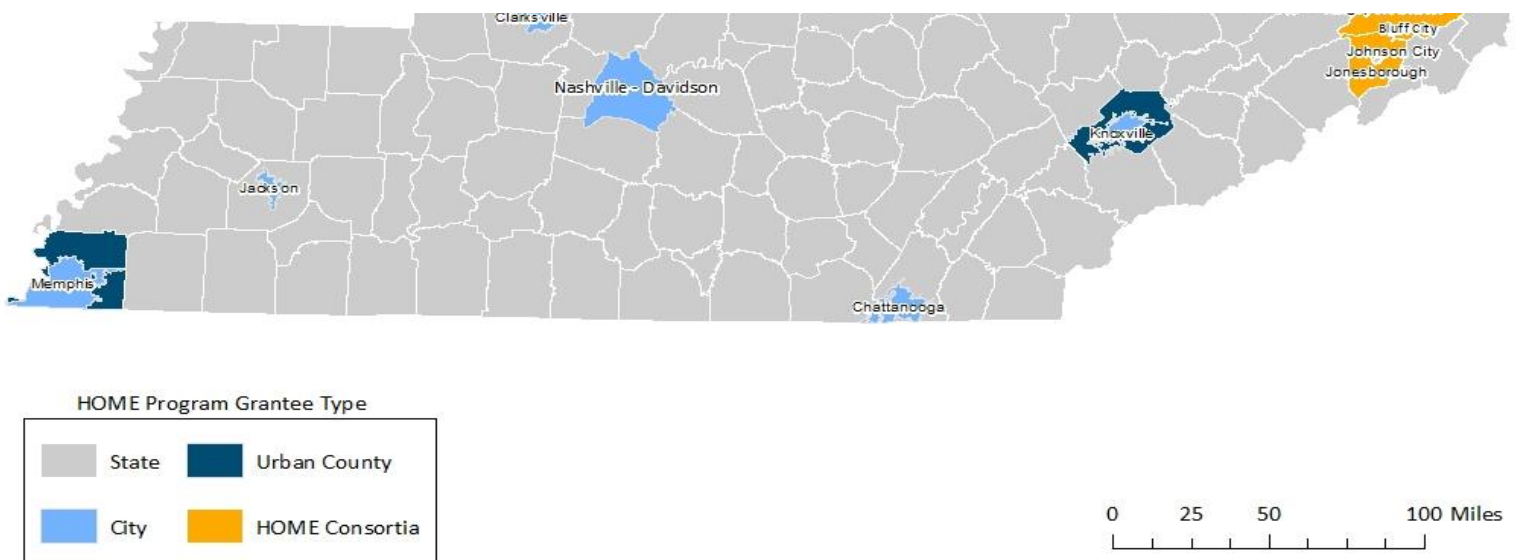 Clarksville
Bluff City
Johnson City
Jonesborough
Nashville - Davidson
Knoxville
Jackson
Memphis
Chattanooga
HOME Program Grantee Type
State
Urban County
City
HOME Consortia
0 25 50 100 Miles